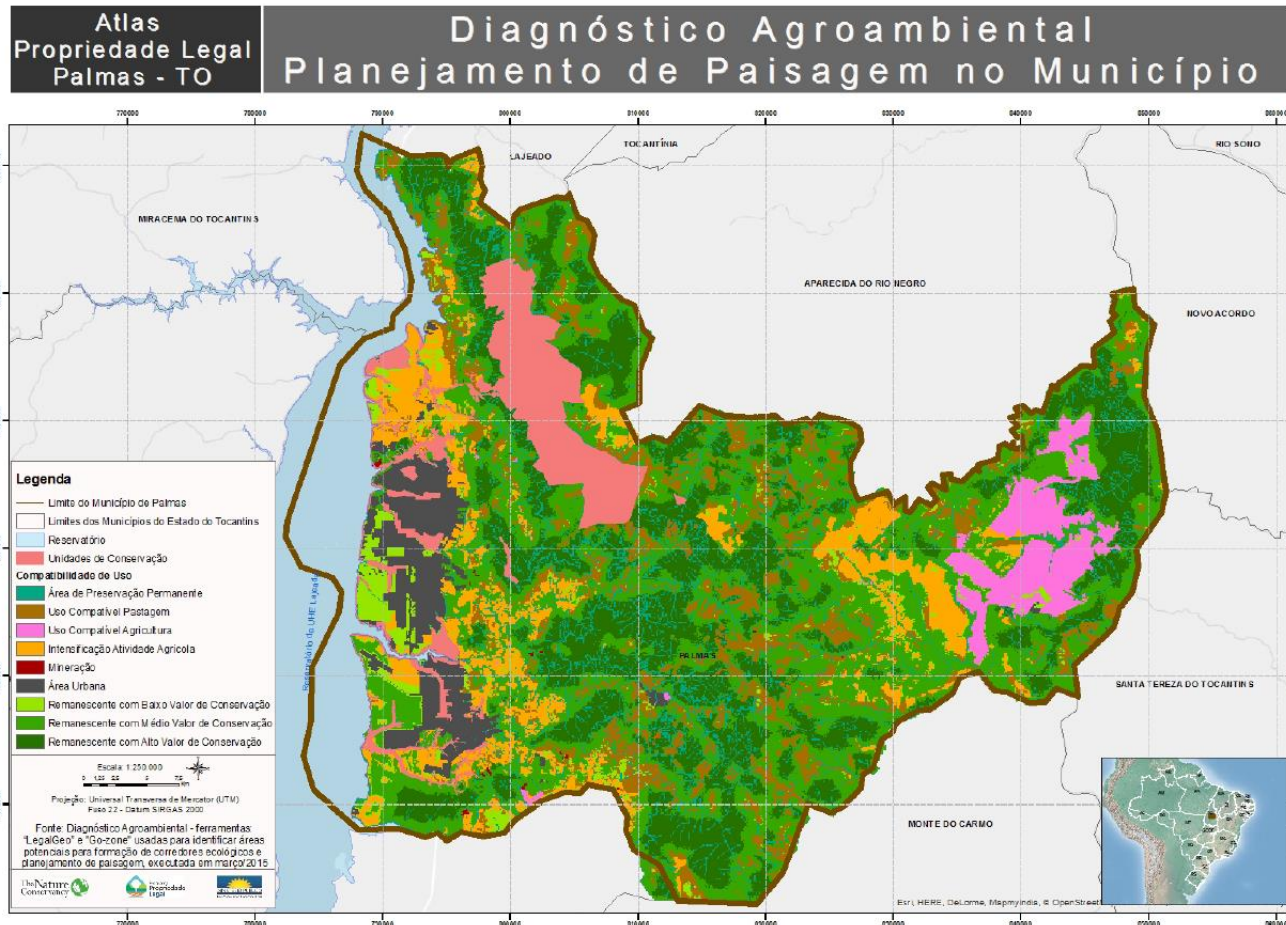 Atlas
Propriedade Legal
Palmas - TO
Diagnóstico Agroambiental
Planejamento de Paisagem no Município
LAJEADO
TOCANTÍNIA
RIO SONO
MIRACEMA DO TOCANTINS
APARECIDA DO RIO NEGRO
NOVO ACORDO
PALMAS
SANTA TEREZA DO TOCANTINS
MONTE DO CARMO
Reservatório da UHE Lajeado
Legenda
Limite do Município de Palmas
Limites dos Municípios do Estado do Tocantins
Reservatório
Unidades de Conservação
Compatibilidade de Uso
Área de Preservação Permanente
Uso Compatível Pastagem
Uso Compatível Agricultura
Intensificação Atividade Agrícola
Mineração
Área Urbana
Remanescente com Baixo Valor de Conservação
Remanescente com Médio Valor de Conservação
Remanescente com Alto Valor de Conservação
Escala: 1:250.000
Projeção: Universal Transversa de Mercator (UTM)
Fuso 22 - Datum SIRGAS 2000
Fonte: Diagnóstico Agroambiental - ferramentas
"LegalGeo" e "Go-zone" usadas para identificar áreas
potenciais para formação de corredores ecológicos e
planejamento de paisagem, executada em março/2015
The Nature
Conservancy
Propriedade
Legal
Esri, HERE, DeLorme, MapmyIndia, © OpenStreet